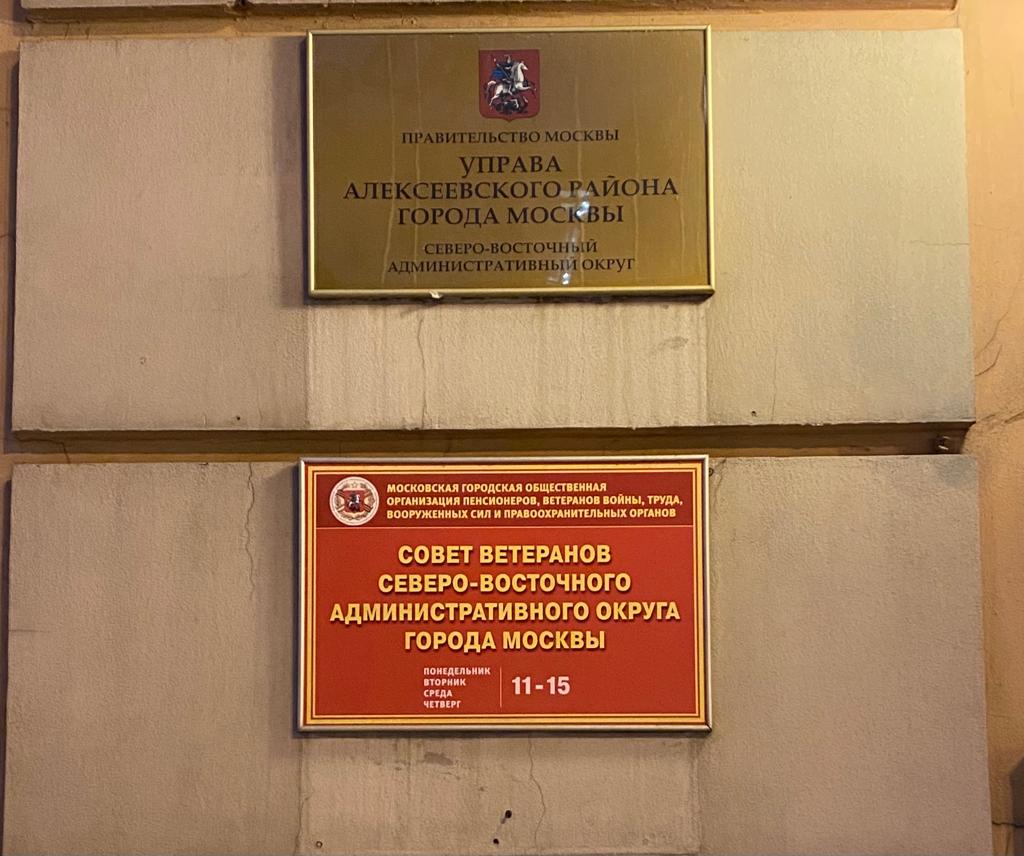 ПРАВИТЕЛЬСТВО МОСКВЫ
УПРАВА
АЛЕКСЕЕВСКОГО РАЙОНА
ГОРОДА МОСКВЫ
СЕВЕРО-ВОСТОЧНЫЙ
АДМИНИСТРАТИВНЫЙ ОКРУГ
МОСКОВСКАЯ ГОРОДСКАЯ ОБЩЕСТВЕННАЯ
ОРГАНИЗАЦИЯ ПЕНСИОНЕРОВ, ВЕТЕРАНОВ ВОЙНЫ, ТРУДА,
ВООРУЖЕННЫХ СИЛ И ПРАВООХРАНИТЕЛЬНЫХ ОРГАНОВ
СОВЕТ ВЕТЕРАНОВ
СЕВЕРО-ВОСТОЧНОГО
АДМИНИСТРАТИВНОГО ОКРУГА
ГОРОДА МОСКВЫ
ПОНЕДЕЛЬНИК
ВТОРНИК
СРЕДА
ЧЕТВЕРГ
11-15